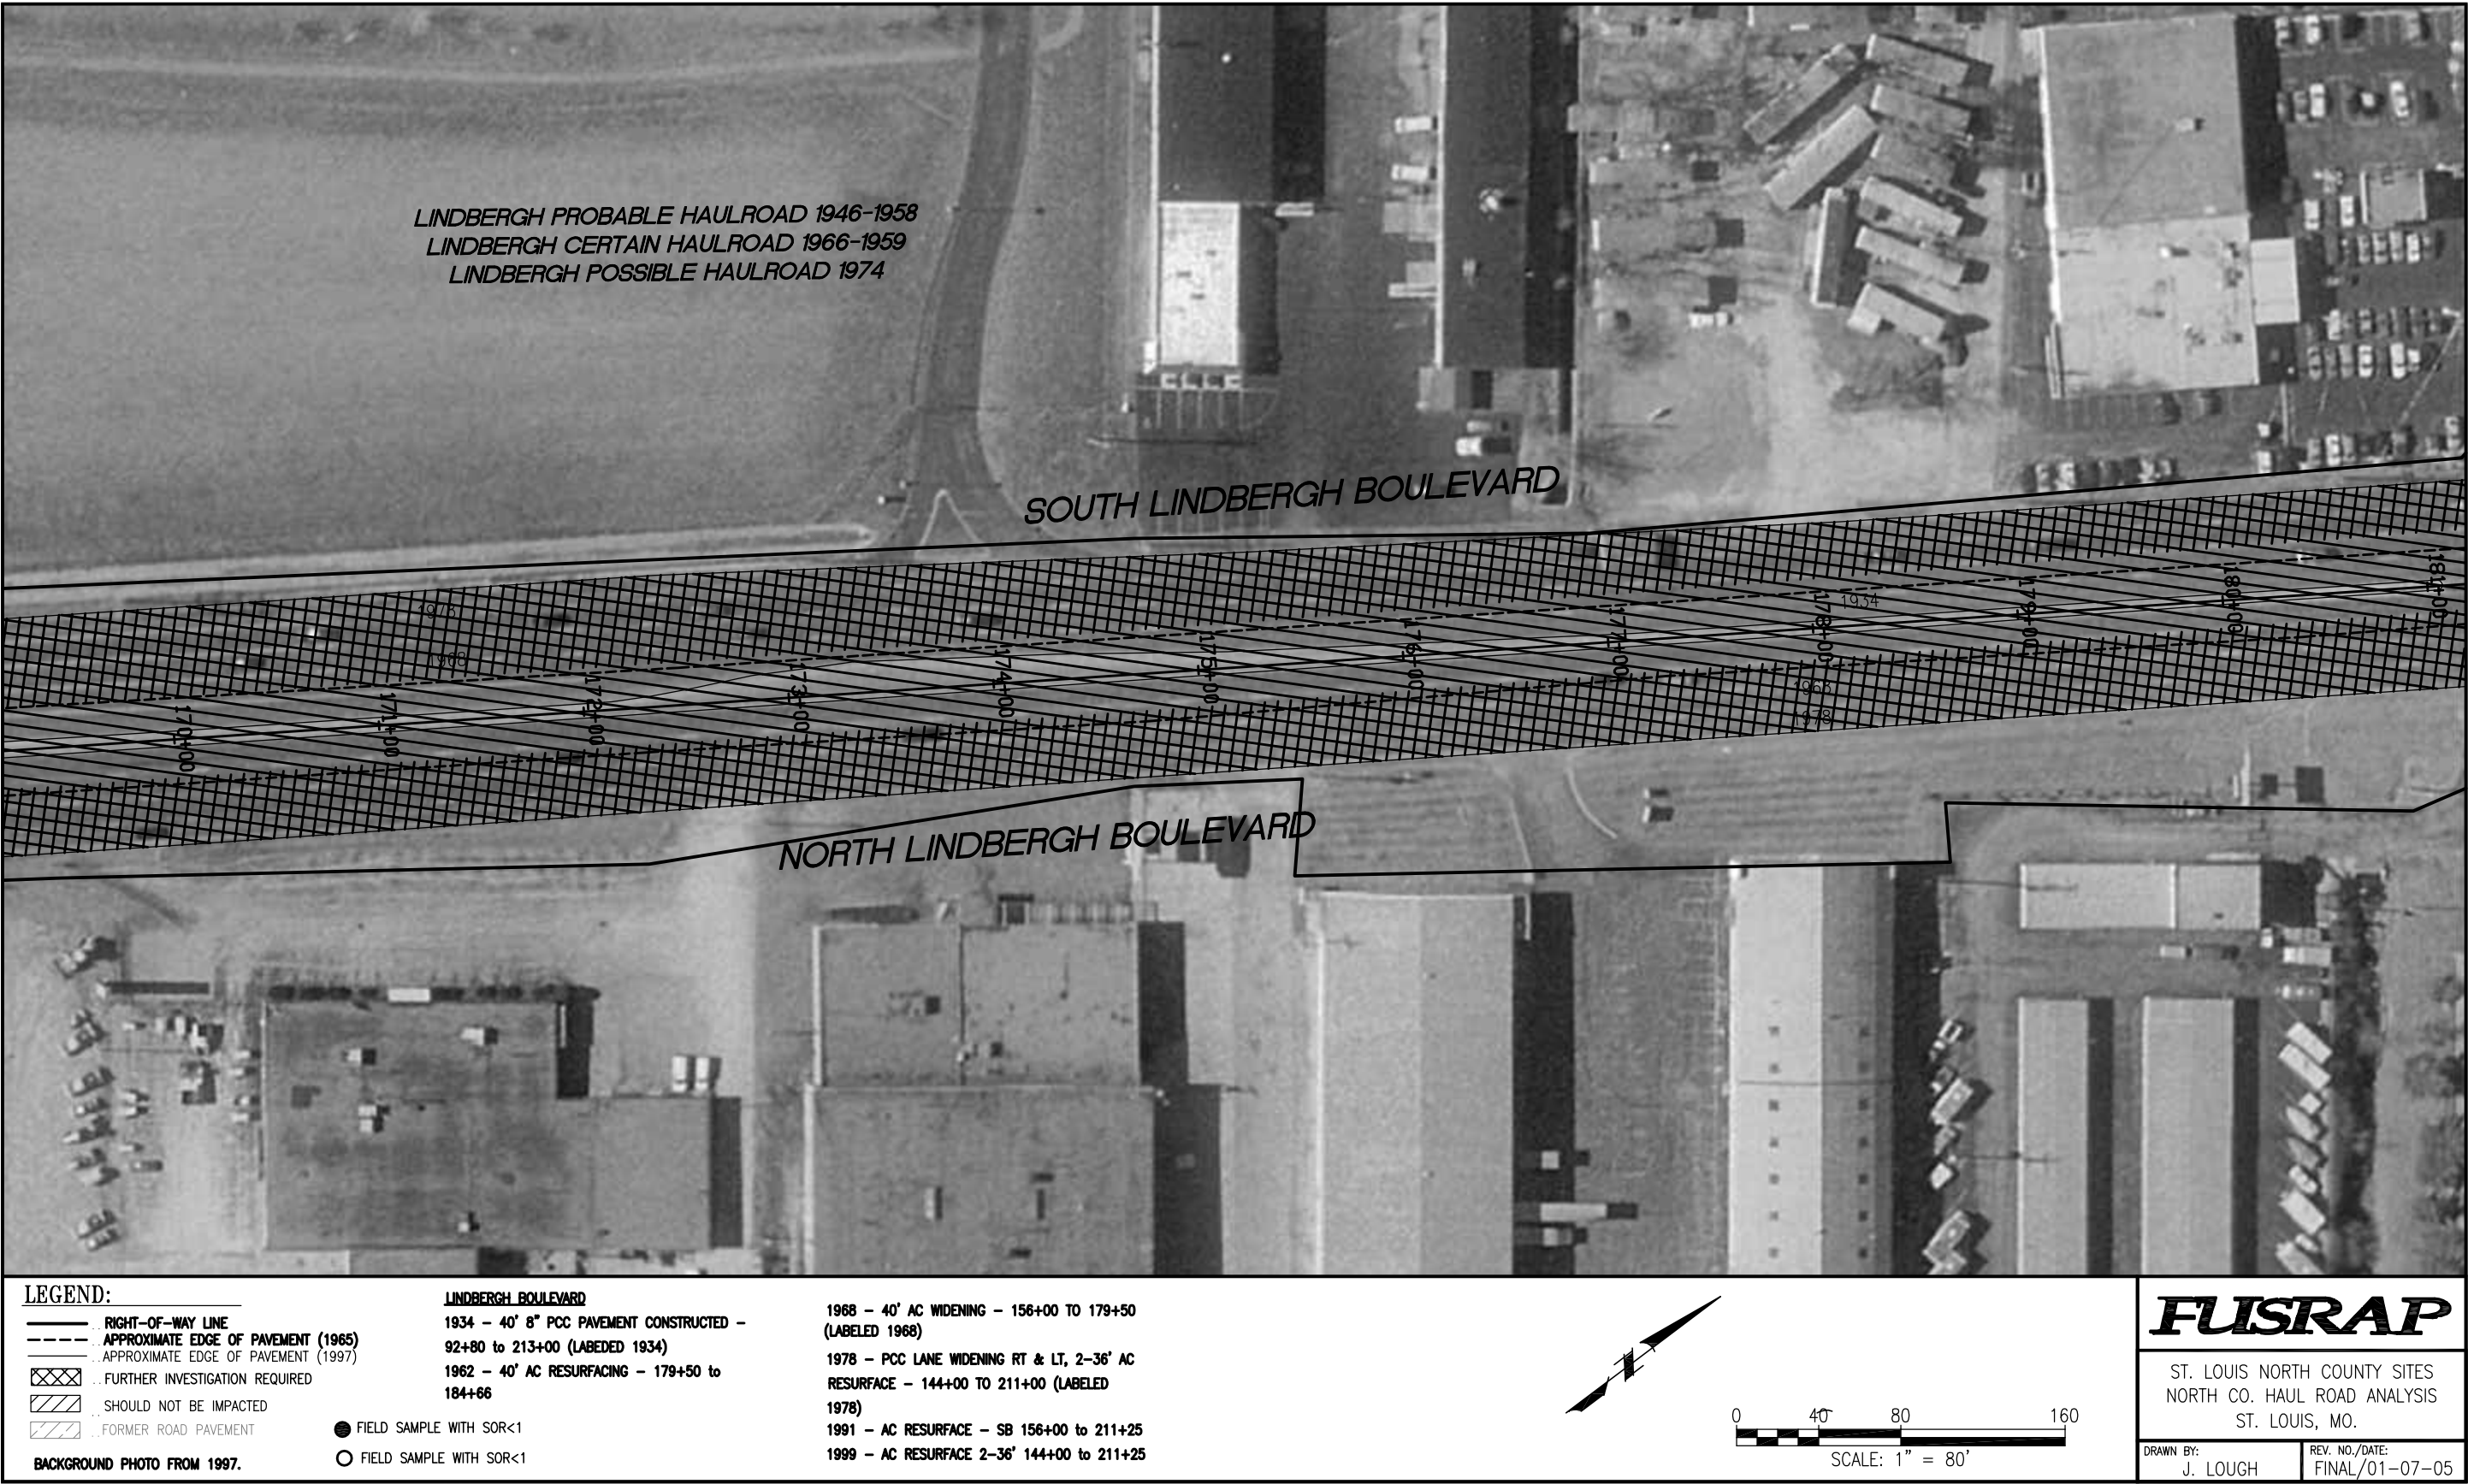 LINDBERGH PROBABLE HAULROAD 1946-1958
LINDBERGH CERTAIN HAULROAD 1966-1959
LINDBERGH POSSIBLE HAULROAD 1974
SOUTH LINDBERGH BOULEVARD
1973
1968
1934
1968
1978
170+00
171+00
172+00
173+00
174+00
175+00
176+00
177+00
178+00
179+00
180+00
181+00
NORTH LINDBERGH BOULEVARD
LEGEND:
RIGHT-OF-WAY LINE
APPROXIMATE EDGE OF PAVEMENT (1965)
APPROXIMATE EDGE OF PAVEMENT (1997)
FURTHER INVESTIGATION REQUIRED
SHOULD NOT BE IMPACTED
FORMER ROAD PAVEMENT
BACKGROUND PHOTO FROM 1997.
FIELD SAMPLE WITH SOR<1
FIELD SAMPLE WITH SOR<1
LINDBERGH BOULEVARD
1934 - 40' 8" PCC PAVEMENT CONSTRUCTED -
92+80 to 213+00 (LABEDED 1934)
1962 - 40' AC RESURFACING - 179+50 to
184+66
1968 - 40' AC WIDENING - 156+00 TO 179+50
(LABELED 1968)
1978 - PCC LANE WIDENING RT & LT, 2-36' AC
RESURFACE - 144+00 TO 211+00 (LABELED
1978)
1991 - AC RESURFACE - SB 156+00 to 211+25
1999 - AC RESURFACE 2-36' 144+00 to 211+25
N
0 40 80 160
SCALE: 1" = 80'
FUSRAP
ST. LOUIS NORTH COUNTY SITES
NORTH CO. HAUL ROAD ANALYSIS
ST. LOUIS, MO.
DRAWN BY:
J. LOUGH
REV. NO./DATE:
FINAL/01-07-05